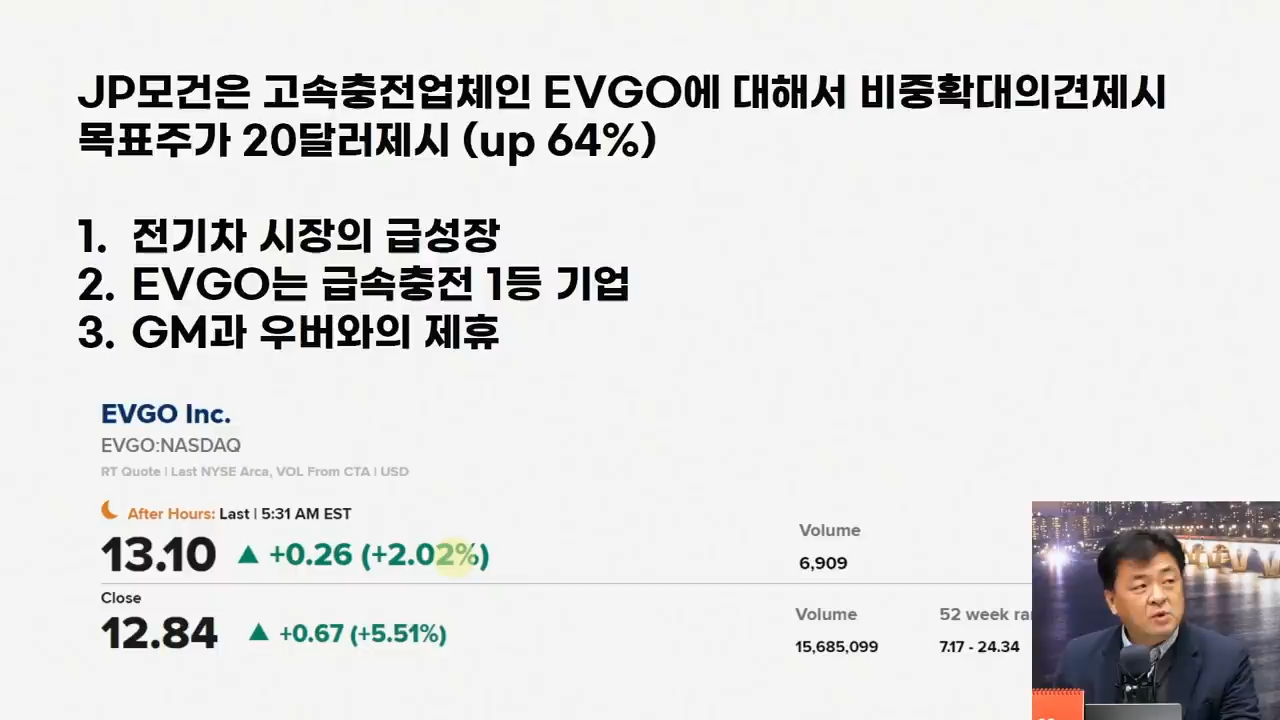 JP모건은 고속충전업체인 EVGO에 대해서 비중확대의견제시
목표주가 20달러제시 (up 64%)
1. 전기차 시장의 급성장
2. EVGO는 급속충전 1등 기업
3. GM과 우버와의 제휴
EVGO Inc.
EVGO:NASDAQ
RT Quote | Last NYSE Arca, VOL From CTA | USD
After Hours: Last | 5:31 AM EST
13.10 ▲ +0.26 (+2.02%)
Volume
6,909
Close
12.84 ▲ +0.67 (+5.51%)
Volume 52 week ra
15,685,099 7.17 - 24.34